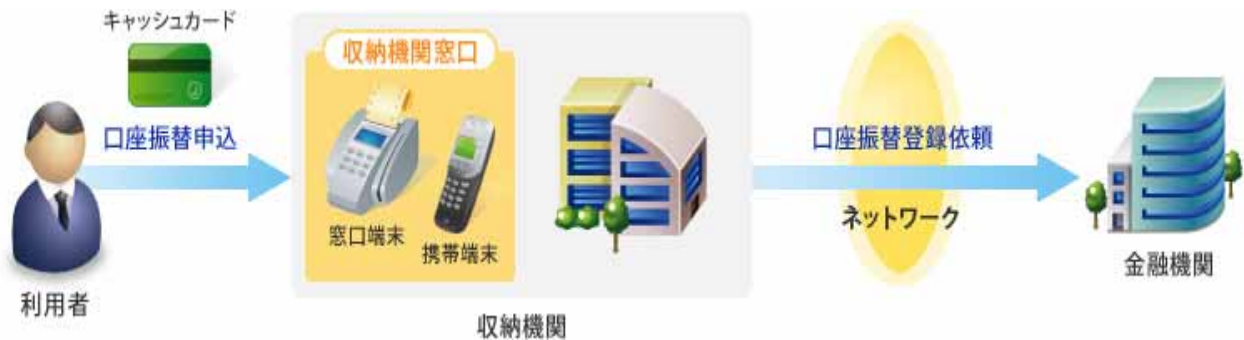 キャッシュカード
口座振替申込
利用者
収納機関窓口
窓口端末
携帯端末
収納機関
口座振替登録依頼
ネットワーク
金融機関